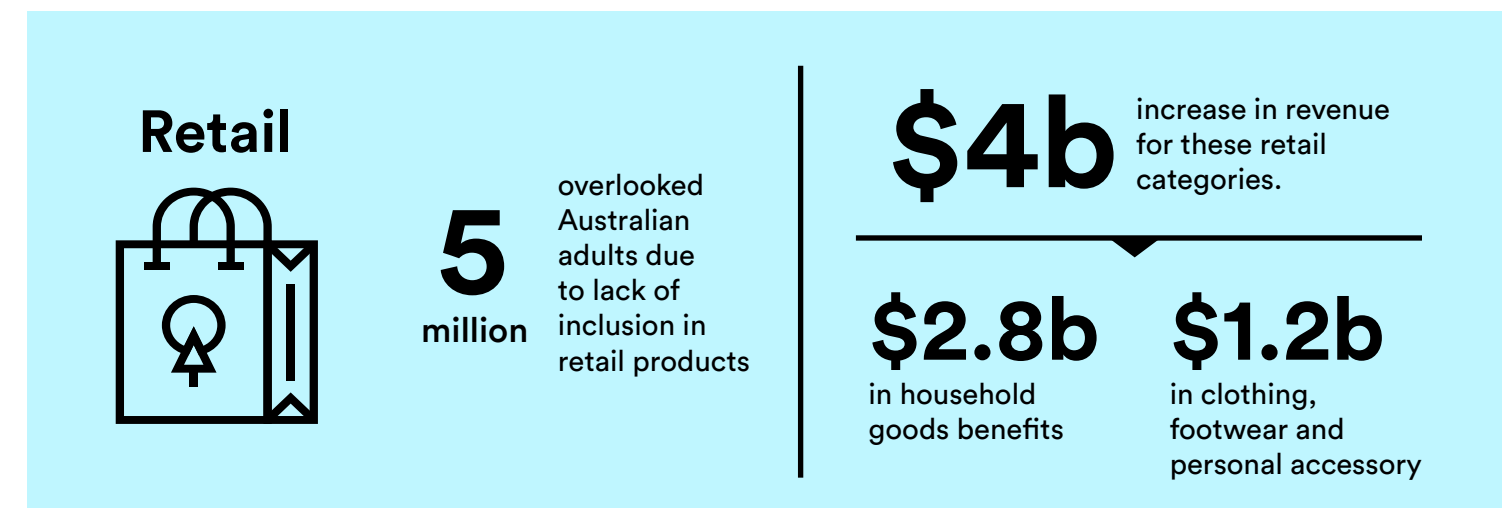 Retail
5
million
overlooked
Australian
adults due
to lack of
inclusion in
retail products
$4b
increase in revenue
for these retail
categories.
$2.8b
in household
goods benefits
$1.2b
in clothing,
footwear and
personal accessory